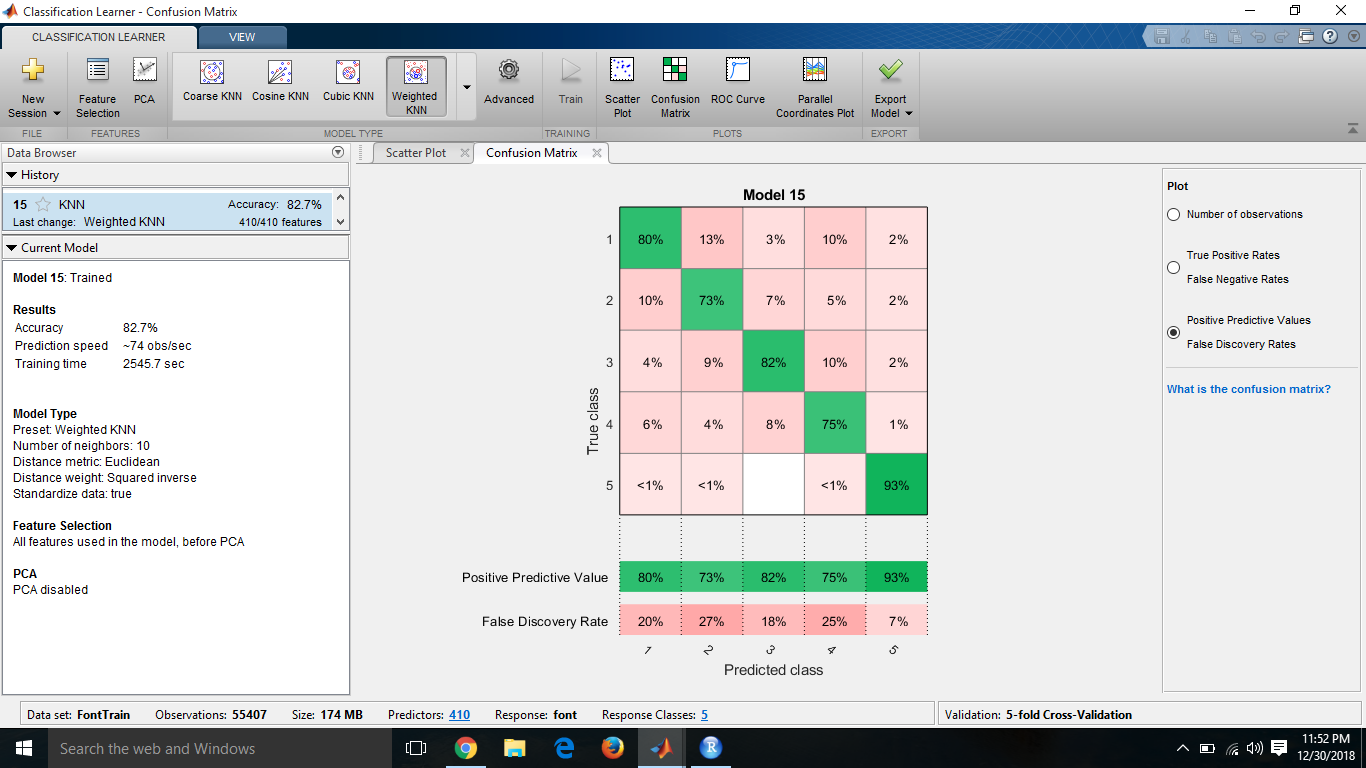 Classification Learner - Confusion Matrix
CLASSIFICATION LEARNER
VIEW
New Session
Feature Selection
PCA
Coarse KNN
Cosine KNN
Cubic KNN
Weighted KNN
Advanced
Train
Scatter Plot
Confusion Matrix
ROC Curve
Parallel Coordinates Plot
Export Model
FILE
FEATURES
MODEL TYPE
TRAINING
PLOTS
EXPORT
Data Browser
History
15 KNN Accuracy: 82.7%
Last change: Weighted KNN 410/410 features
Current Model
Model 15: Trained
Results
Accuracy 82.7%
Prediction speed ~74 obs/sec
Training time 2545.7 sec
Model Type
Preset: Weighted KNN
Number of neighbors: 10
Distance metric: Euclidean
Distance weight: Squared inverse
Standardize data: true
Feature Selection
All features used in the model, before PCA
PCA
PCA disabled
Scatter Plot
Confusion Matrix
Model 15
True class
1 80% 13% 3% 10% 2%
2 10% 73% 7% 5% 2%
3 4% 9% 82% 10% 2%
4 6% 4% 8% 75% 1%
5 <1% <1% <1% 93%
Positive Predictive Value 80% 73% 82% 75% 93%
False Discovery Rate 20% 27% 18% 25% 7%
1 2 3 4 5
Predicted class
Plot
Number of observations
True Positive Rates
False Negative Rates
Positive Predictive Values
False Discovery Rates
What is the confusion matrix?
Data set: FontTrain Observations: 55407 Size: 174 MB Predictors: 410 Response: font Response Classes: 5
Validation: 5-fold Cross-Validation
Search the web and Windows
R
11:52 PM
12/30/2018